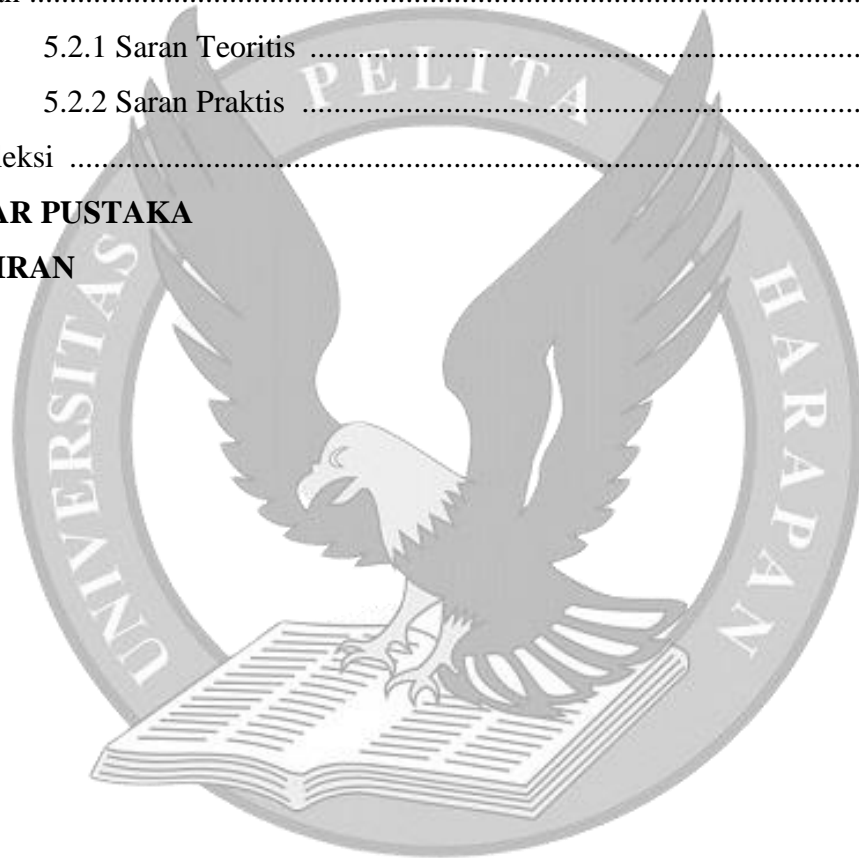 5.2.1 Saran Teoritis ........................................................................
5.2.2 Saran Praktis ........................................................................
eksi ........................................................................
AR PUSTAKA
IRAN
UNIVERSITAS PELITA HARAPAN